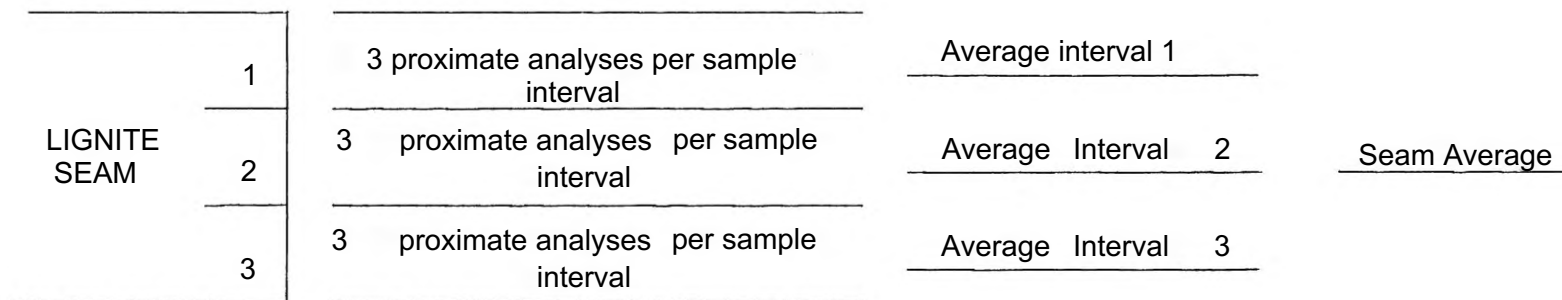 LIGNITE
SEAM
1
3 proximate analyses per sample
interval
Average interval 1
2
3 proximate analyses per sample
interval
Average Interval 2
Seam Average
3
3 proximate analyses per sample
interval
Average Interval 3